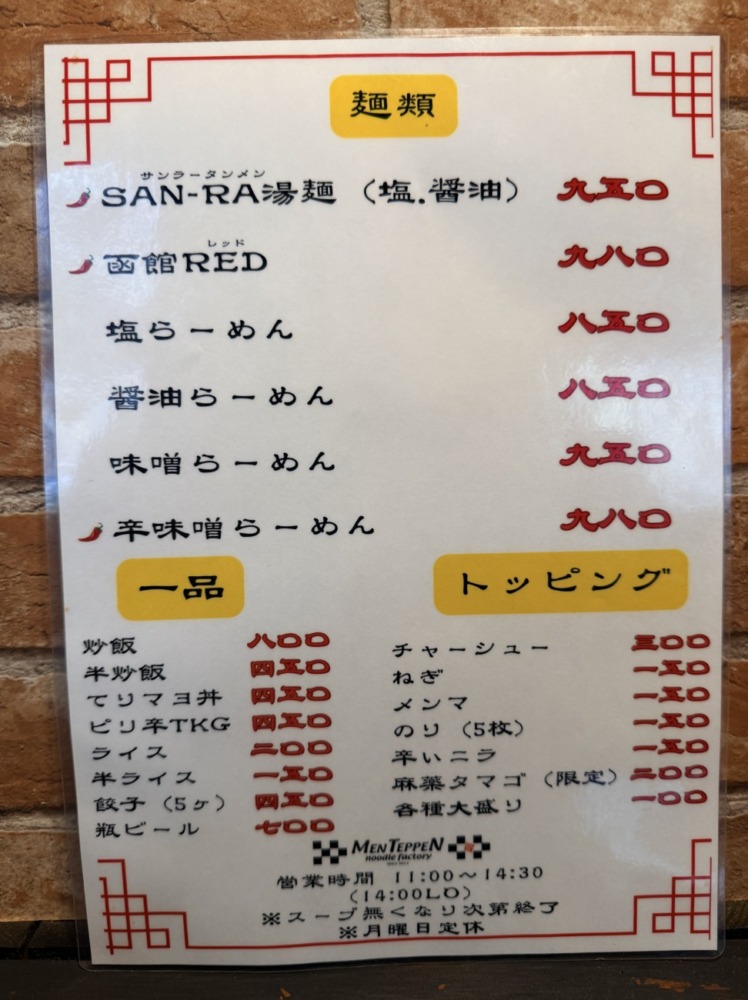 麺類
サンラータンメン
SAN-RA湯麺（塩.醤油） 九五〇
レッド
函館RED 九八〇
塩らーめん 八五〇
醤油らーめん 八五〇
味噌らーめん 九五〇
辛味噌らーめん 九八〇
一品
炒飯 八〇〇
半炒飯 四五〇
てりマヨ丼 四五〇
ピリ辛TKG 四五〇
ライス 二〇〇
半ライス 一五〇
餃子（5ヶ） 四五〇
瓶ビール 七〇〇
トッピング
チャーシュー 三〇〇
ねぎ 一五〇
メンマ 一五〇
のり（5枚） 一五〇
辛いニラ 一五〇
麻薬タマゴ（限定） 二〇〇
各種大盛り 一〇〇
MEN TEPPEN
noodle factory
営業時間 11:00～14:30
（14:00LO）
※スープ無くなり次第終了
※月曜日定休